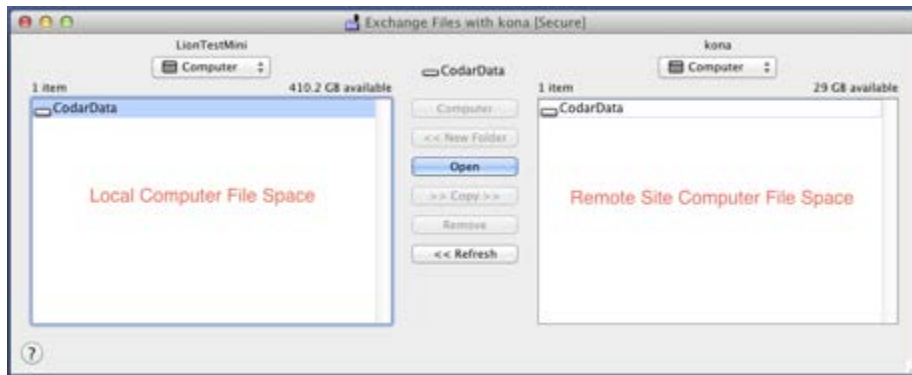 Exchange Files with kona [Secure]
LionTestMini
Computer
1 item 410.2 GB available
CodarData
Local Computer File Space
CodarData
Computer
<< New Folder
Open
>> Copy >>
Remove
<< Refresh
kona
Computer
1 item 29 GB available
CodarData
Remote Site Computer File Space
?